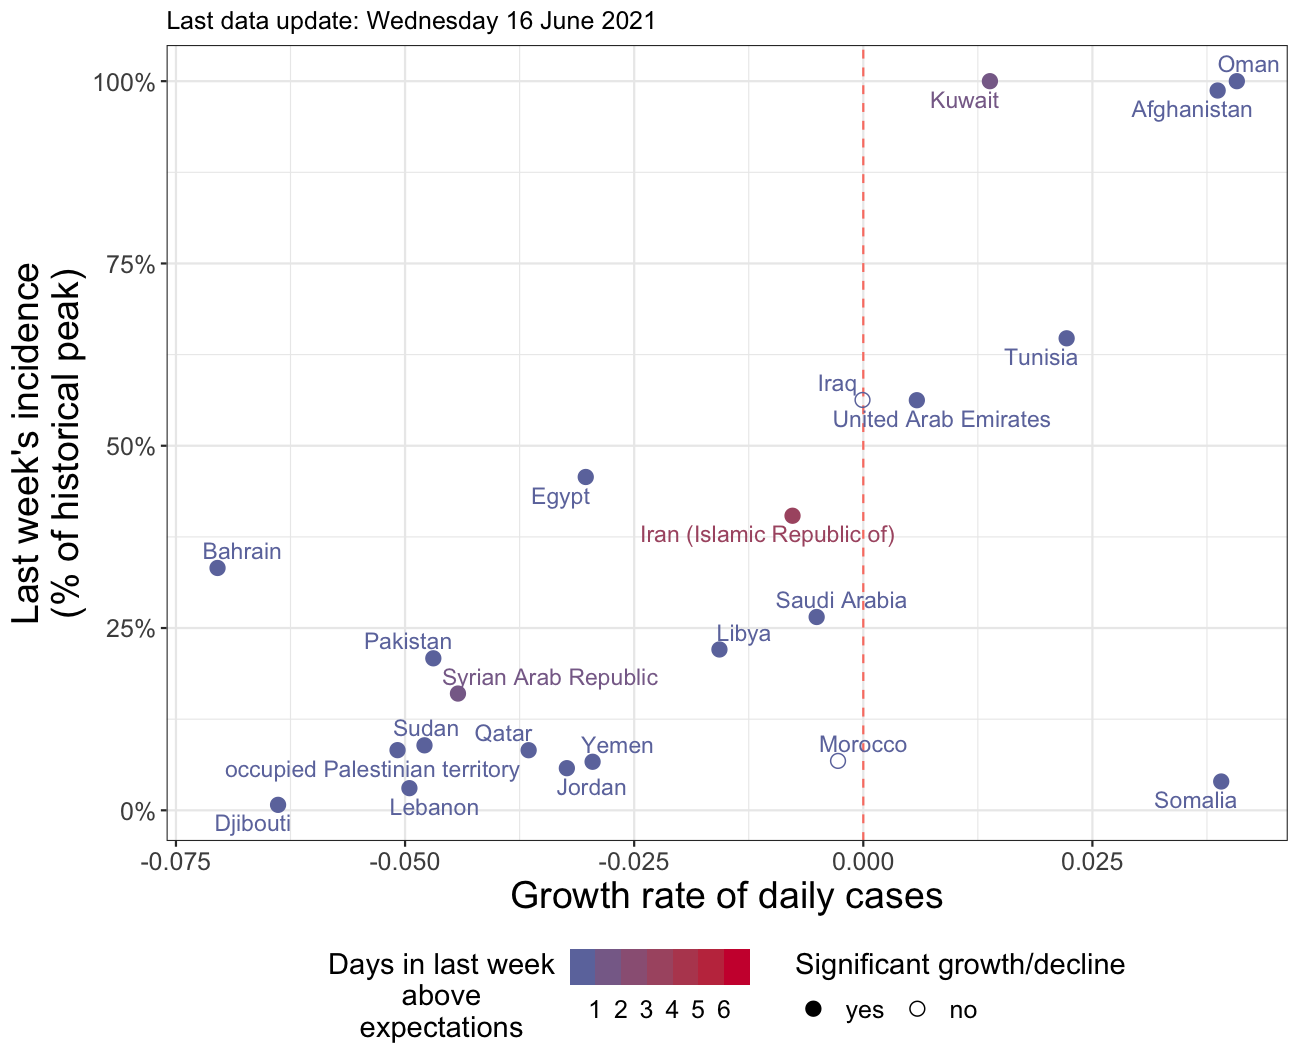 Last data update: Wednesday 16 June 2021
Last week's incidence
(% of historical peak)
100%
75%
50%
25%
0%
Oman
Kuwait
Afghanistan
Tunisia
Iraq
United Arab Emirates
Egypt
Iran (Islamic Republic of)
Bahrain
Saudi Arabia
Libya
Pakistan
Syrian Arab Republic
Sudan
Qatar
Yemen
Morocco
occupied Palestinian territory
Jordan
Somalia
Lebanon
Djibouti
-0.075 -0.050 -0.025 0.000 0.025
Growth rate of daily cases
Days in last week
above
expectations
1 2 3 4 5 6
Significant growth/decline
yes no